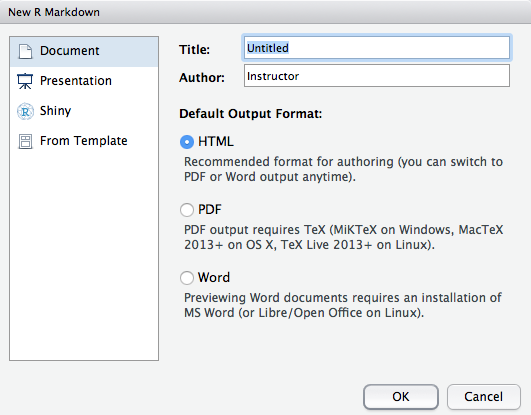 New R Markdown
Document
Presentation
Shiny
From Template
Title:
Untitled
Author:
Instructor
Default Output Format:
HTML
Recommended format for authoring (you can switch to
PDF or Word output anytime).
PDF
PDF output requires TeX (MiKTeX on Windows, MacTeX
2013+ on OS X, TeX Live 2013+ on Linux).
Word
Previewing Word documents requires an installation of
MS Word (or Libre/Open Office on Linux).
OK
Cancel